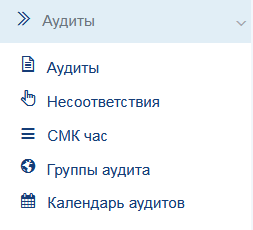 Аудиты
Аудиты
Несоответствия
СМК час
Группы аудита
Календарь аудитов